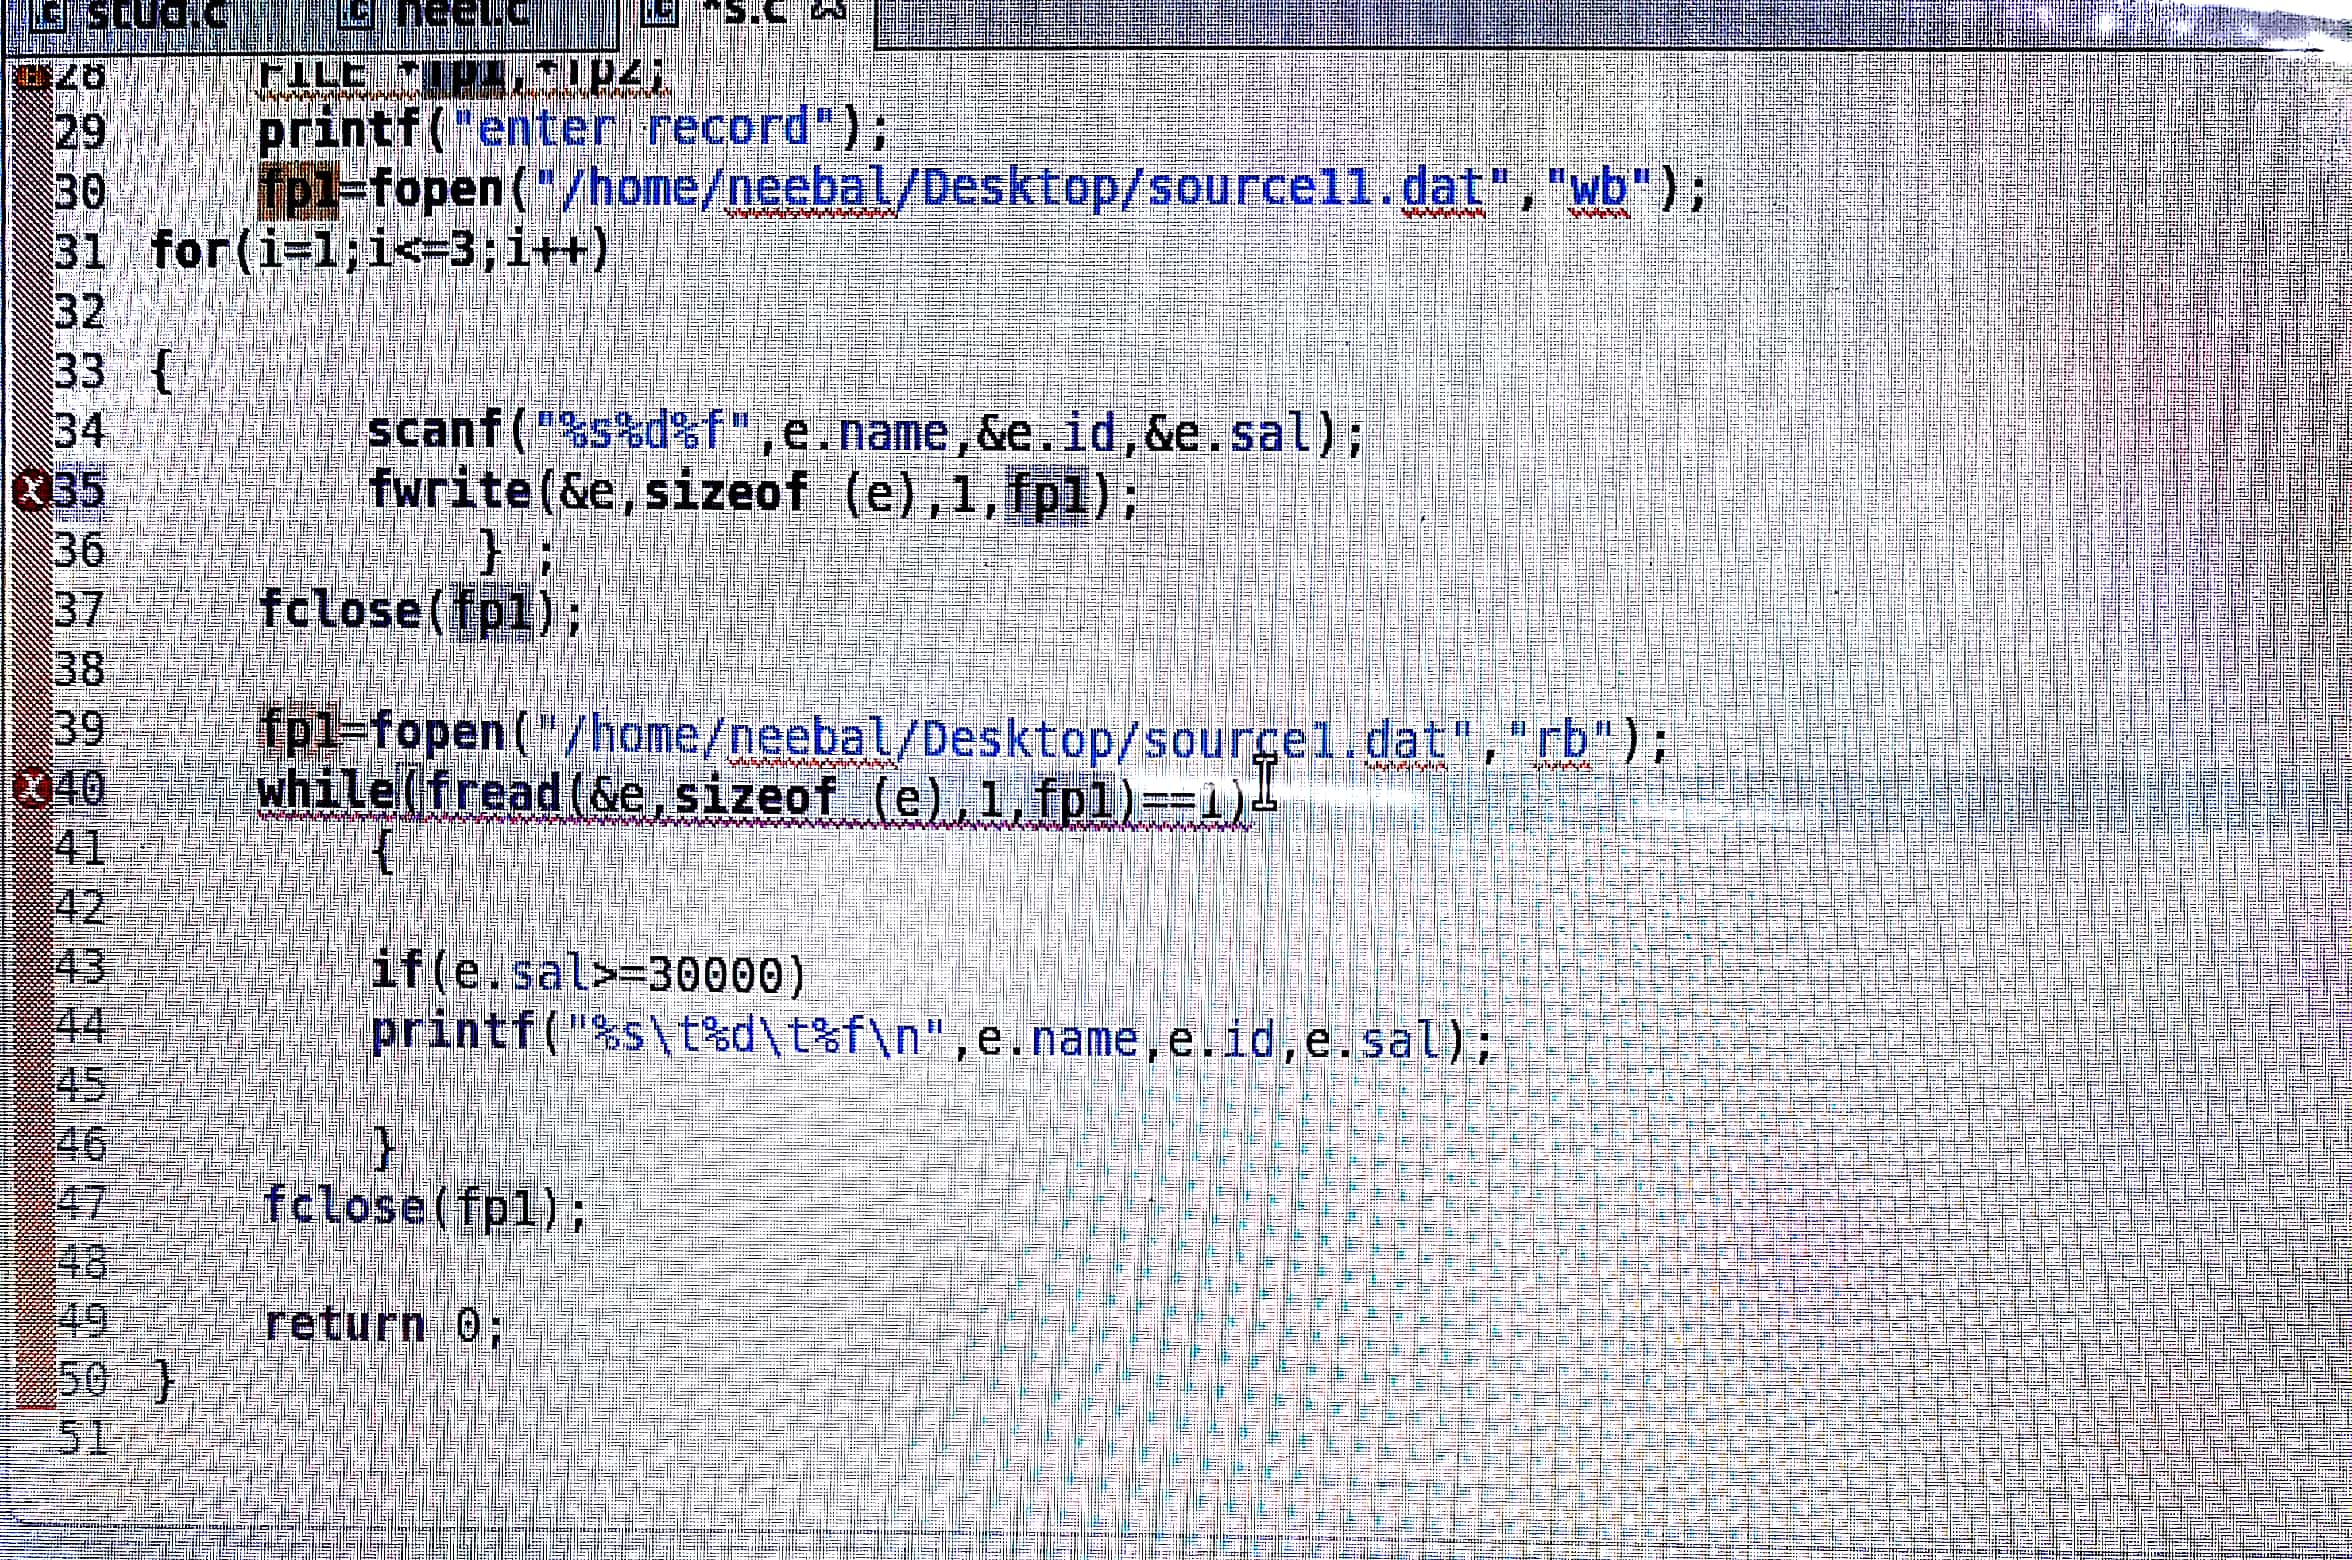 stud.c neel.c *s.c
28 FILE *fp1,*fp2;
29 printf("enter record");
30 fp1=fopen("/home/neebal/Desktop/source11.dat","wb");
31 for(i=1;i<=3;i++)
32
33 {
34 scanf("%s%d%f",e.name,&e.id,&e.sal);
35 fwrite(&e,sizeof (e),1,fp1);
36 } ;
37 fclose(fp1);
38
39 fp1=fopen("/home/neebal/Desktop/source1.dat","rb");
40 while(fread(&e,sizeof (e),1,fp1)==1)
41 {
42
43 if(e.sal>=30000)
44 printf("%s\t%d\t%f\n",e.name,e.id,e.sal);
45
46 }
47 fclose(fp1);
48
49 return 0;
50 }
51